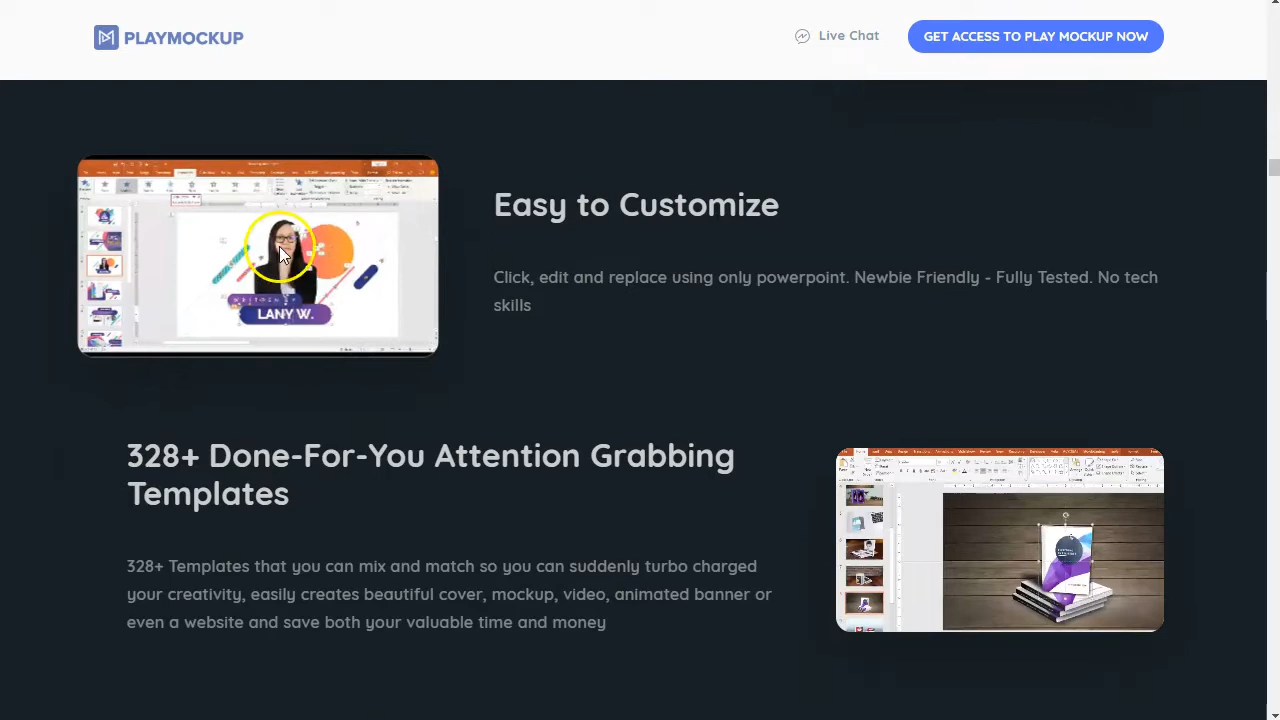 PLAYMOCKUP
Live Chat
GET ACCESS TO PLAY MOCKUP NOW
LANY W.
Easy to Customize
Click, edit and replace using only powerpoint. Newbie Friendly - Fully Tested. No tech
skills
328+ Done-For-You Attention Grabbing
Templates
328+ Templates that you can mix and match so you can suddenly turbo charged
your creativity, easily creates beautiful cover, mockup, video, animated banner or
even a website and save both your valuable time and money